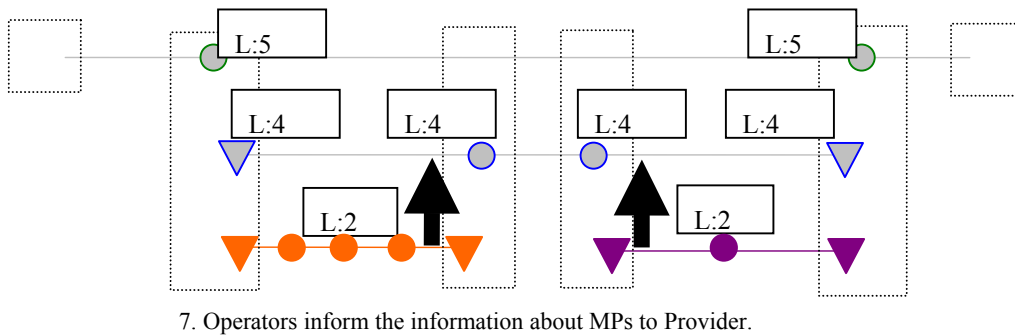 L:5
L:5
L:4
L:4
L:4
L:4
L:2
L:2
7. Operators inform the information about MPs to Provider.